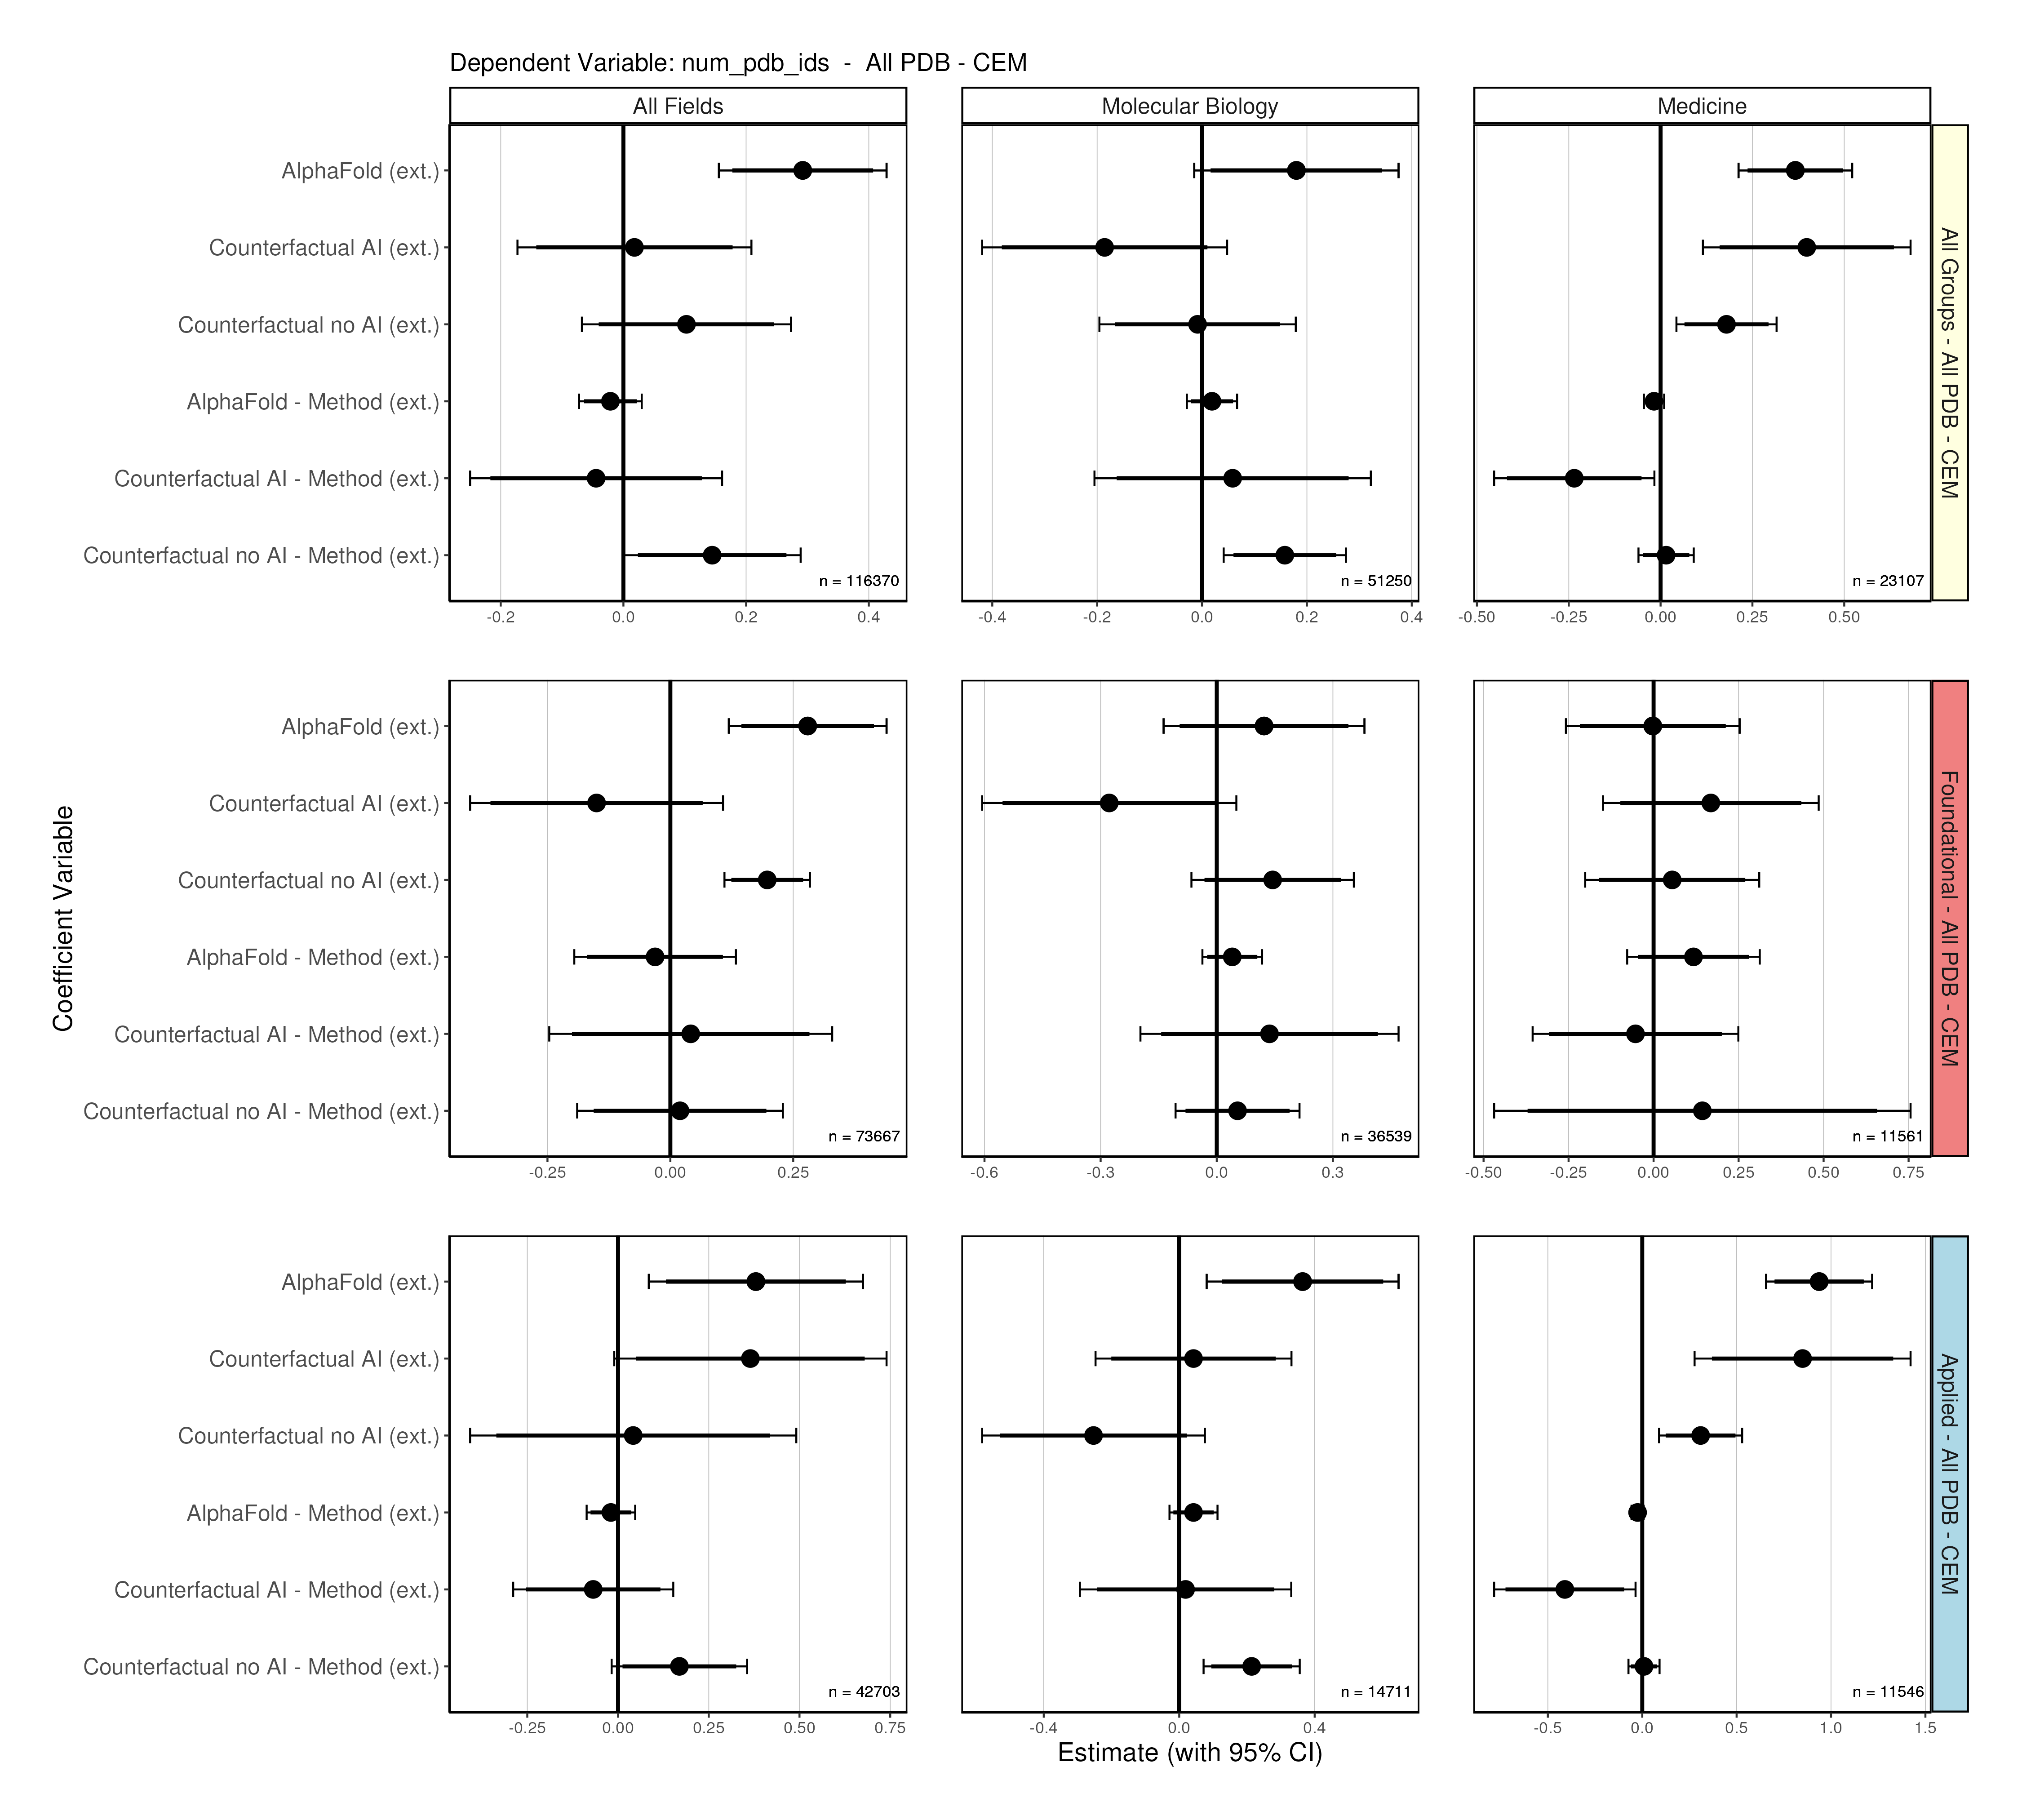 Dependent Variable: num_pdb_ids - All PDB - CEM
All Fields
Molecular Biology
Medicine
AlphaFold (ext.)
Counterfactual AI (ext.)
Counterfactual no AI (ext.)
AlphaFold - Method (ext.)
Counterfactual AI - Method (ext.)
Counterfactual no AI - Method (ext.)
n = 116370
n = 51250
n = 23107
-0.2 0.0 0.2 0.4
-0.4 -0.2 0.0 0.2 0.4
-0.50 -0.25 0.00 0.25 0.50
All Groups - All PDB - CEM
Coefficient Variable
AlphaFold (ext.)
Counterfactual AI (ext.)
Counterfactual no AI (ext.)
AlphaFold - Method (ext.)
Counterfactual AI - Method (ext.)
Counterfactual no AI - Method (ext.)
n = 73667
n = 36539
n = 11561
-0.25 0.00 0.25
-0.6 -0.3 0.0 0.3
-0.50 -0.25 0.00 0.25 0.50 0.75
Foundational - All PDB - CEM
AlphaFold (ext.)
Counterfactual AI (ext.)
Counterfactual no AI (ext.)
AlphaFold - Method (ext.)
Counterfactual AI - Method (ext.)
Counterfactual no AI - Method (ext.)
n = 42703
n = 14711
n = 11546
-0.25 0.00 0.25 0.50 0.75
-0.4 0.0 0.4
-0.5 0.0 0.5 1.0 1.5
Applied - All PDB - CEM
Estimate (with 95% CI)